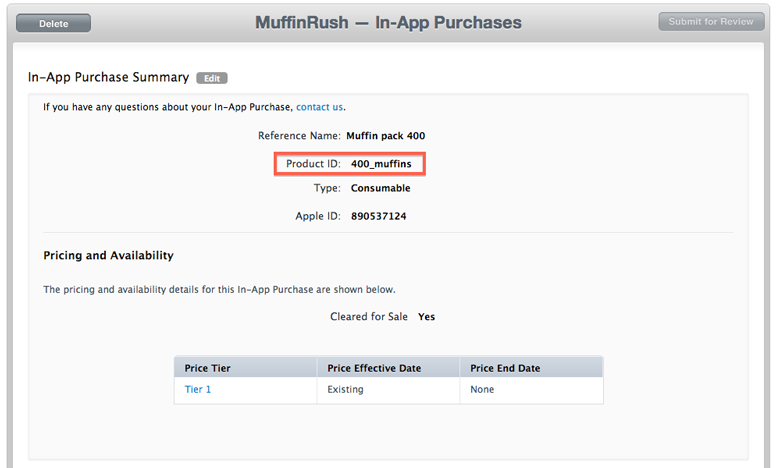 Delete
MuffinRush — In-App Purchases
Submit for Review
In-App Purchase Summary Edit
If you have any questions about your In-App Purchase, contact us.
Reference Name: Muffin pack 400
Product ID: 400_muffins
Type: Consumable
Apple ID: 890537124
Pricing and Availability
The pricing and availability details for this In-App Purchase are shown below.
Cleared for Sale Yes
Price Tier Price Effective Date Price End Date
Tier 1 Existing None